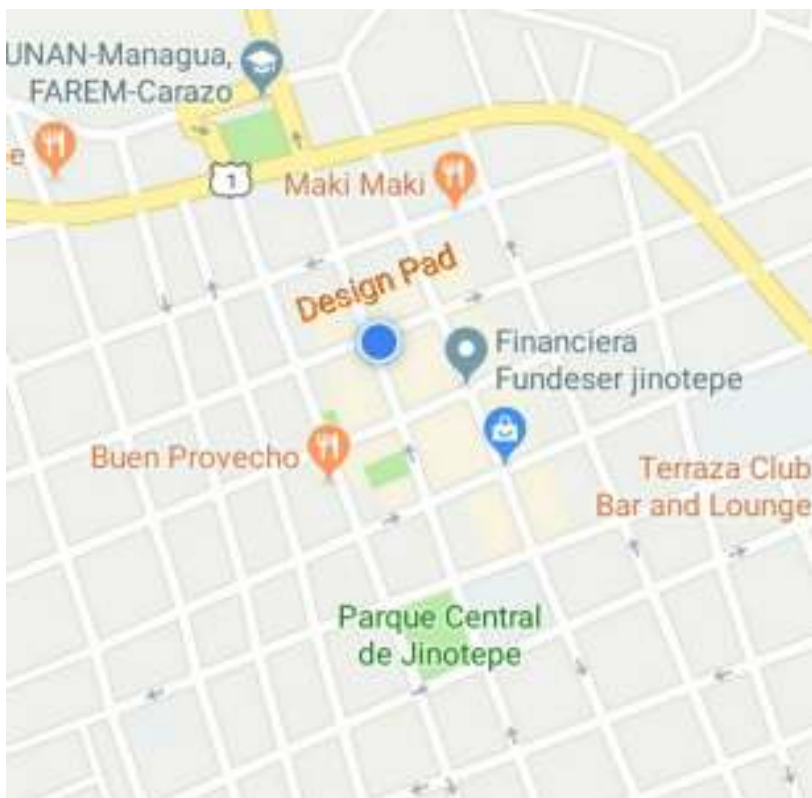 UNAN-Managua,
FAREM-Carazo
e
1
Maki Maki
Design Pad
Financiera
Fundeser jinotepe
Buen Provecho
Terraza Club
Bar and Lounge
Parque Central
de Jinotepe